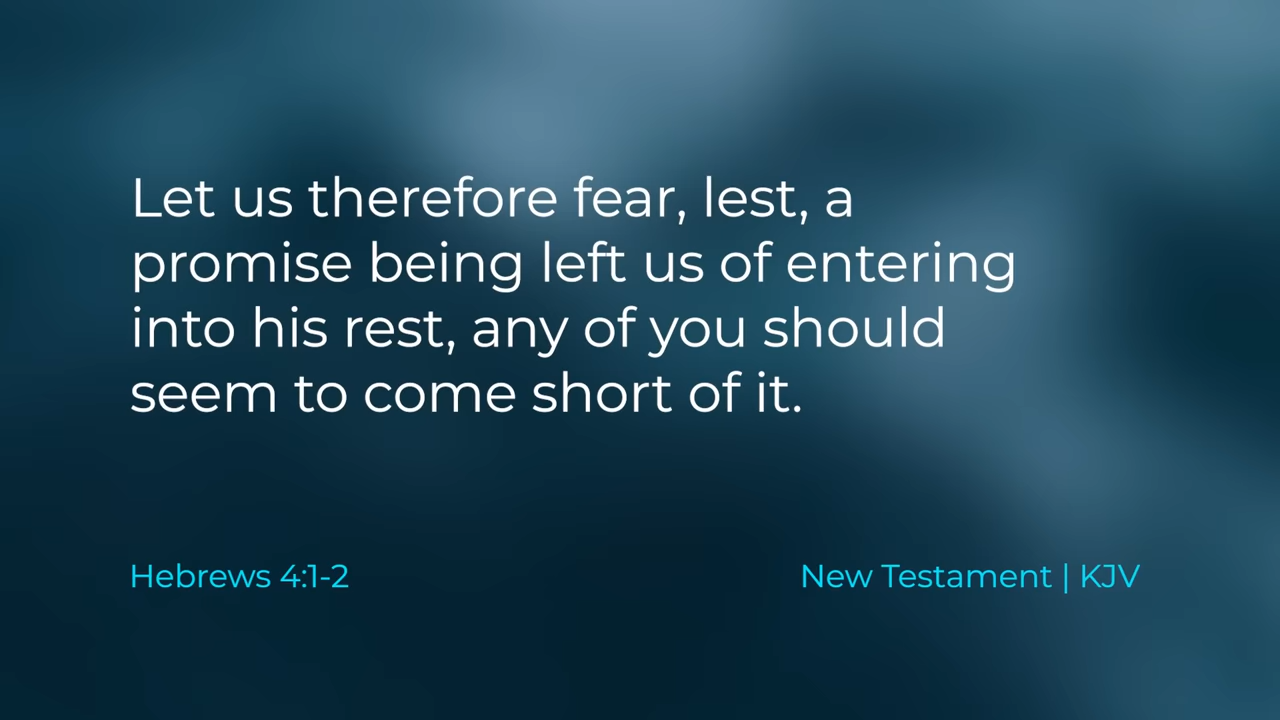 Let us therefore fear, lest, a
promise being left us of entering
into his rest, any of you should
seem to come short of it.
Hebrews 4:1-2
New Testament | KJV